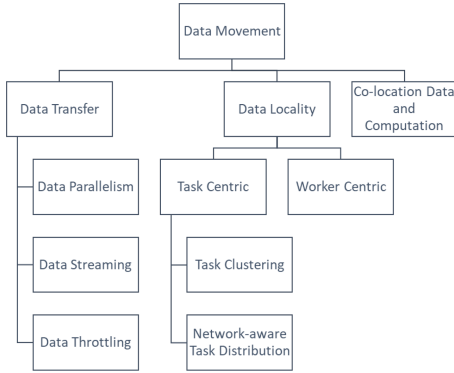 Data Movement
Data Transfer
Data Locality
Co-location Data
and
Computation
Data Parallelism
Task Centric
Worker Centric
Data Streaming
Task Clustering
Data Throttling
Network-aware
Task Distribution